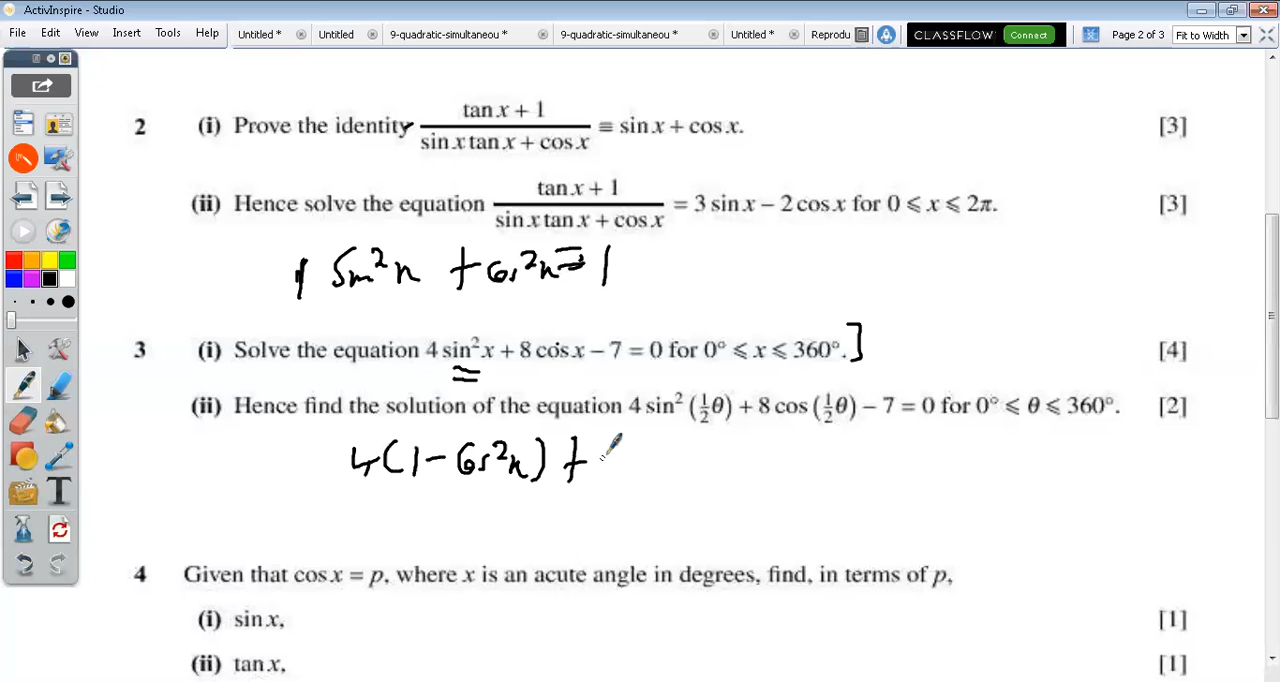 ActivInspire - Studio
File Edit View Insert Tools Help Untitled * Untitled 9-quadratic-simultaneou * 9-quadratic-simultaneou * Untitled * Reprodu CLASSFLOW Connect Page 2 of 3 Fit to Width
2 (i) Prove the identity (tan x + 1)/(sin x tan x + cos x) ≡ sin x + cos x. [3]
(ii) Hence solve the equation (tan x + 1)/(sin x tan x + cos x) = 3 sin x − 2 cos x for 0 ⩽ x ⩽ 2π. [3]
sin²x + cos²x = 1
3 (i) Solve the equation 4 sin²x + 8 cos x − 7 = 0 for 0° ⩽ x ⩽ 360°. ] [4]
(ii) Hence find the solution of the equation 4 sin²(½θ) + 8 cos(½θ) − 7 = 0 for 0° ⩽ θ ⩽ 360°. [2]
4(1 − cos²x) +
4 Given that cos x = p, where x is an acute angle in degrees, find, in terms of p,
(i) sin x, [1]
(ii) tan x, [1]